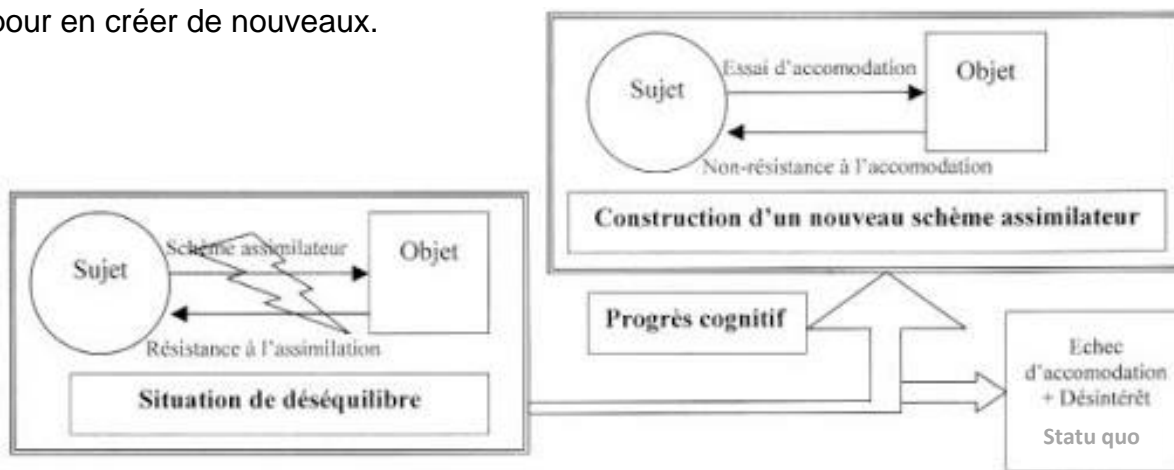 pour en créer de nouveaux.
Essai d'accomodation
Sujet
Objet
Non-résistance à l'accomodation
Construction d'un nouveau schème assimilateur
Schème assimilateur
Sujet
Objet
Résistance à l'assimilation
Situation de déséquilibre
Progrès cognitif
Echec
d'accomodation
+ Désintérêt
Statu quo